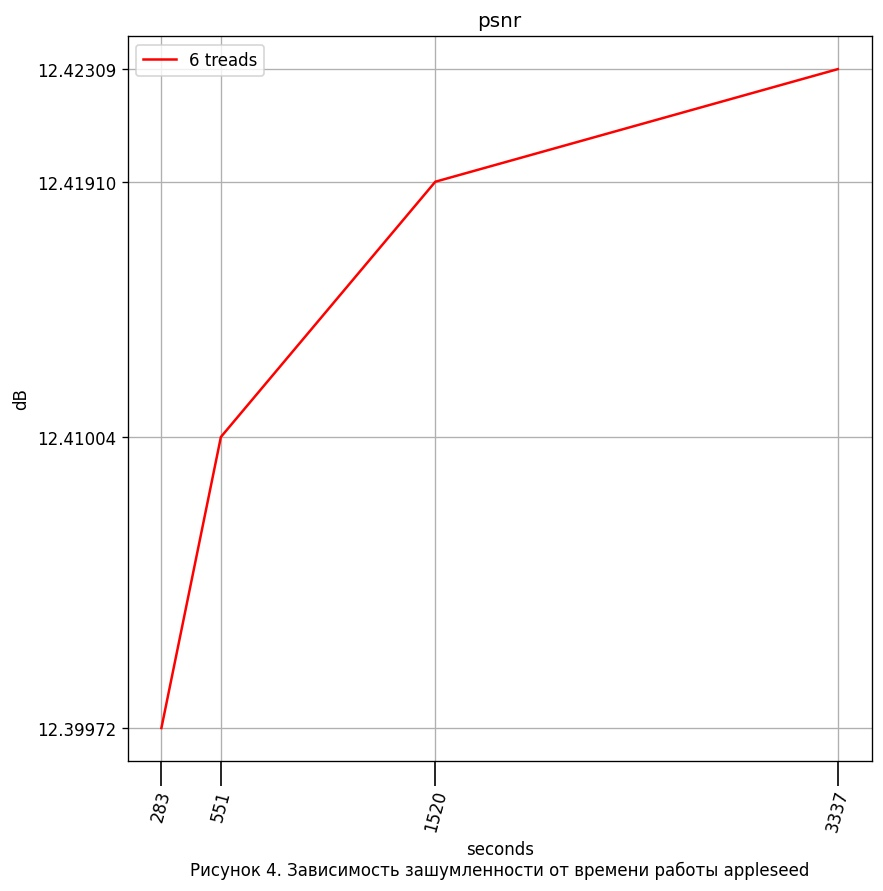 psnr
6 treads
12.42309
12.41910
12.41004
12.39972
dB
283
551
1520
3337
seconds
Рисунок 4. Зависимость зашумленности от времени работы appleseed